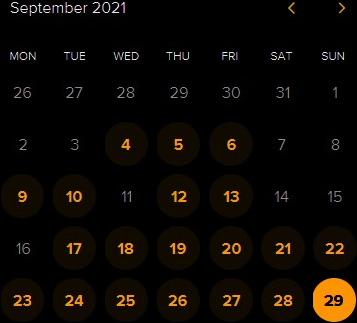 September 2021
MON TUE WED THU FRI SAT SUN
26 27 28 29 30 31 1
2 3 4 5 6 7 8
9 10 11 12 13 14 15
16 17 18 19 20 21 22
23 24 25 26 27 28 29